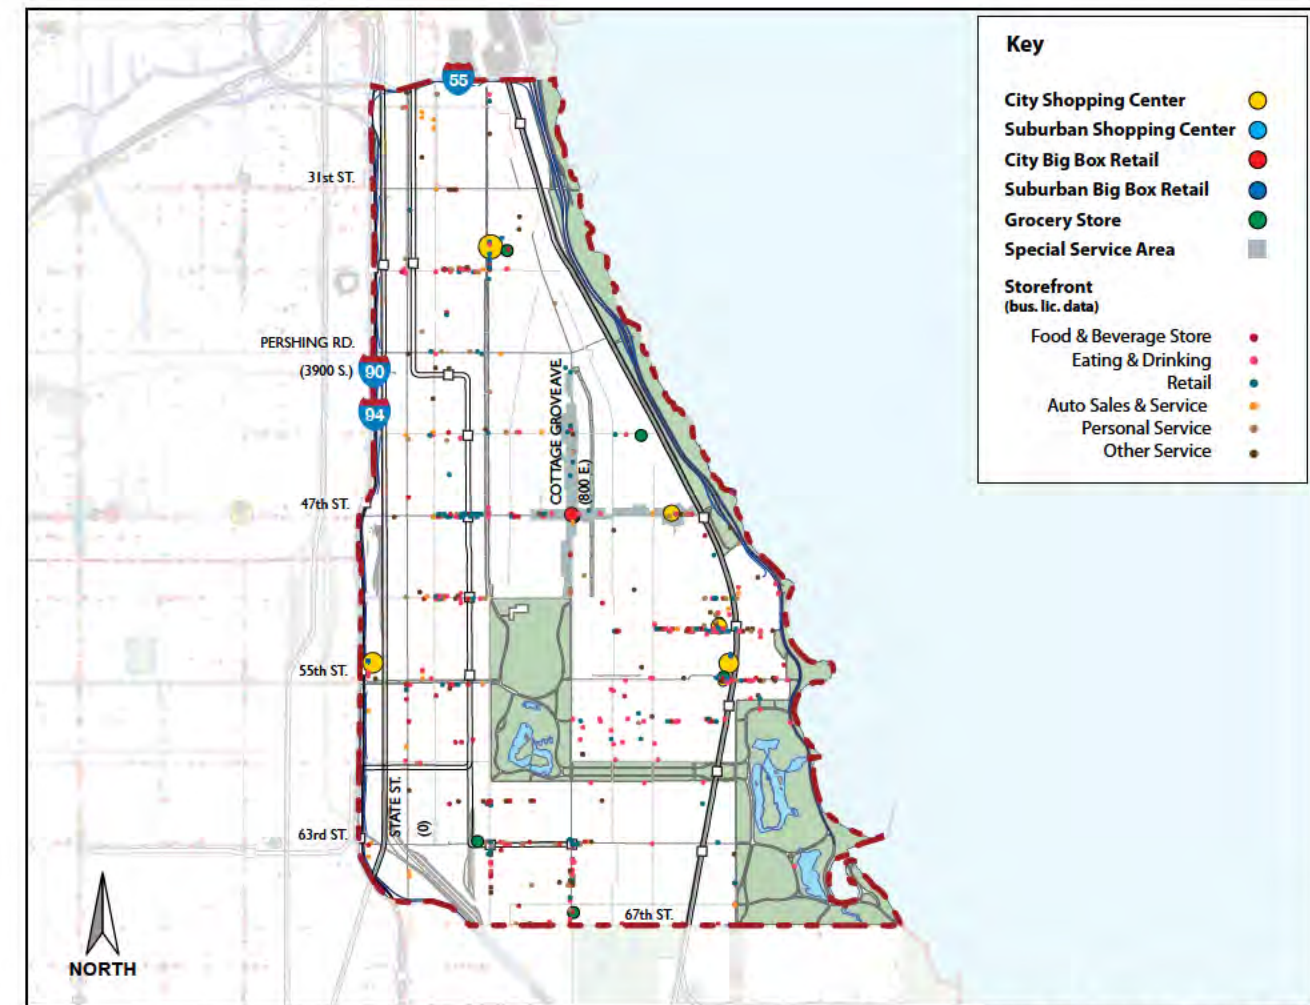 55
31st ST.
PERSHING RD.
(3900 S.)
90
94
COTTAGE GROVE AVE.
(800 E.)
47th ST.
55th ST.
STATE ST.
(0)
63rd ST.
67th ST.
NORTH
Key
City Shopping Center
Suburban Shopping Center
City Big Box Retail
Suburban Big Box Retail
Grocery Store
Special Service Area
Storefront
(bus. lic. data)
Food & Beverage Store
Eating & Drinking
Retail
Auto Sales & Service
Personal Service
Other Service